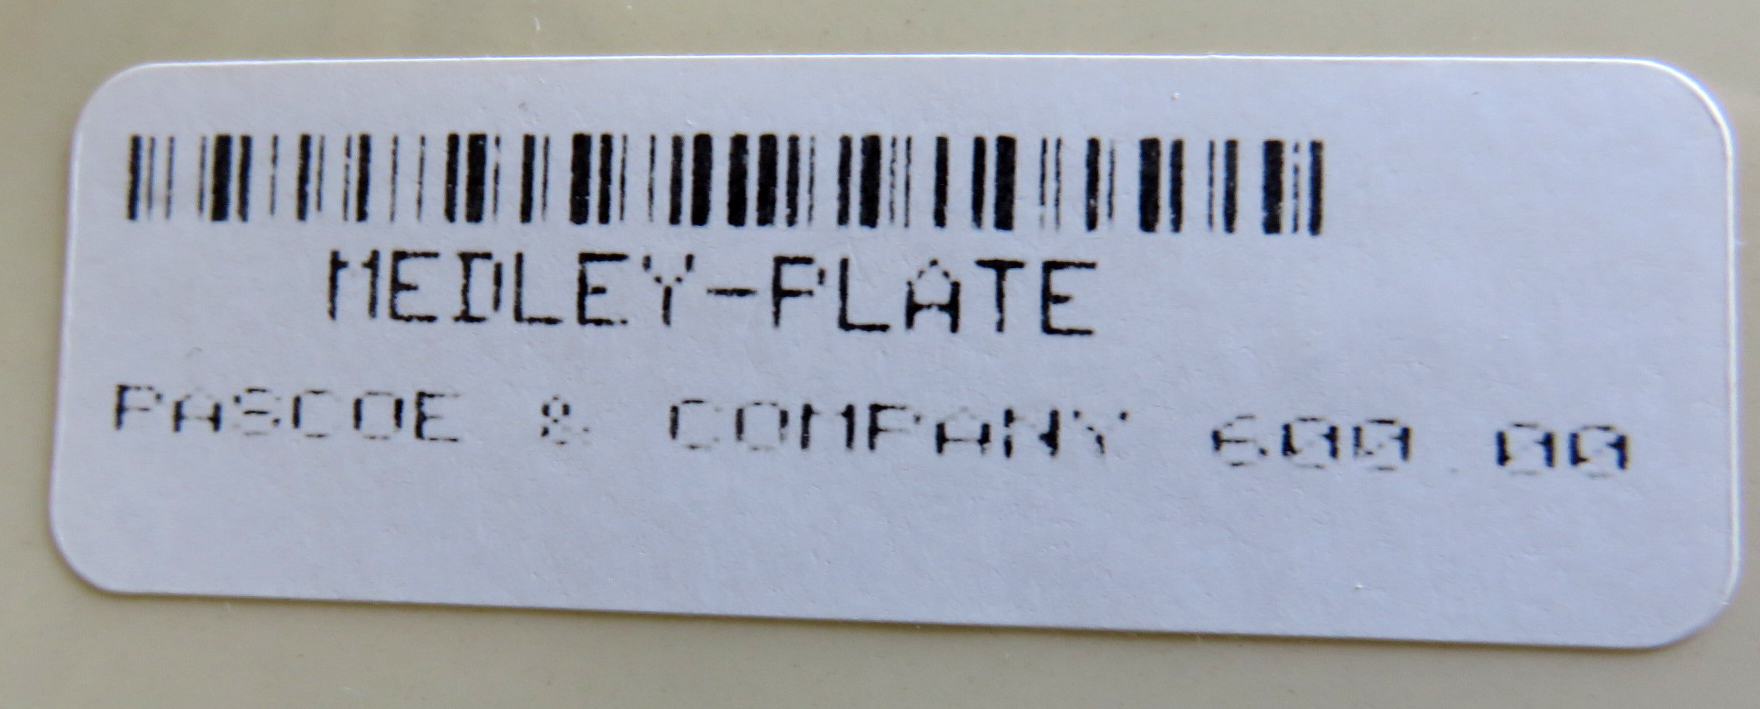 MEDLEY-PLATE
PASCOE & COMPANY 600.00